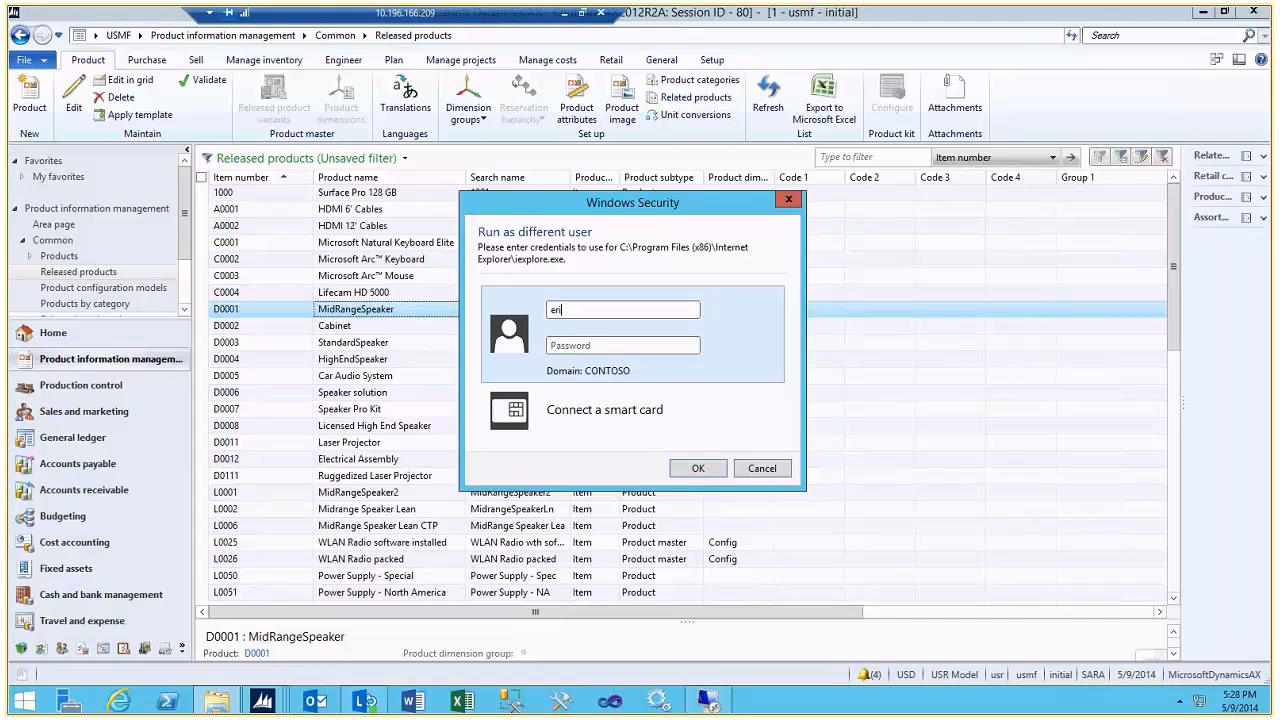 10.196.166.209
2012R2A: Session ID - 80] - [1 - usmf - initial]
USMF
Product information management
Common
Released products
Search
File
Product
Purchase
Sell
Manage inventory
Engineer
Plan
Manage projects
Manage costs
Retail
General
Setup
Product
New
Edit
Edit in grid
Delete
Apply template
Validate
Maintain
Released product variants
Product dimensions
Product master
Translations
Languages
Dimension groups
Reservation hierarchy
Product attributes
Product image
Product categories
Related products
Unit conversions
Set up
Refresh
Export to Microsoft Excel
List
Configure
Product kit
Attachments
Attachments
Favorites
My favorites
Product information management
Area page
Common
Products
Released products
Product configuration models
Products by category
Home
Product information managem...
Production control
Sales and marketing
General ledger
Accounts payable
Accounts receivable
Budgeting
Cost accounting
Fixed assets
Cash and bank management
Travel and expense
Released products (Unsaved filter)
Type to filter
Item number
Item number Product name Search name Produc... Product subtype Product dim... Code 1 Code 2 Code 3 Code 4 Group 1
1000 Surface Pro 128 GB
A0001 HDMI 6' Cables
A0002 HDMI 12' Cables
C0001 Microsoft Natural Keyboard Elite
C0002 Microsoft Arc™ Keyboard
C0003 Microsoft Arc™ Mouse
C0004 Lifecam HD 5000
D0001 MidRangeSpeaker
D0002 Cabinet
D0003 StandardSpeaker
D0004 HighEndSpeaker
D0005 Car Audio System
D0006 Speaker solution
D0007 Speaker Pro Kit
D0008 Licensed High End Speaker
D0011 Laser Projector
D0012 Electrical Assembly
D0111 Ruggedized Laser Projector
L0001 MidRangeSpeaker2 MidRangeSpeaker2 Item Product
L0002 Midrange Speaker Lean MidrangeSpeakerLn Item Product
L0006 MidRange Speaker Lean CTP MidRange Speaker Lea Item Product
L0025 WLAN Radio software installed WLAN Radio wth sof... Item Product master Config
L0026 WLAN Radio packed WLAN Radio packed Item Product master Config
L0050 Power Supply - Special Power Supply - Spec Item Product
L0051 Power Supply - North America Power Supply - NA Item Product
Windows Security
Run as different user
Please enter credentials to use for C:\Program Files (x86)\Internet
Explorer\iexplore.exe.
eri
Password
Domain: CONTOSO
Connect a smart card
OK
Cancel
Relate...
Retail c...
Produc...
Assort...
D0001 : MidRangeSpeaker
Product: D0001
Product dimension group:
(4) USD USR Model usr usmf initial SARA 5/9/2014 MicrosoftDynamicsAX
5:28 PM
5/9/2014